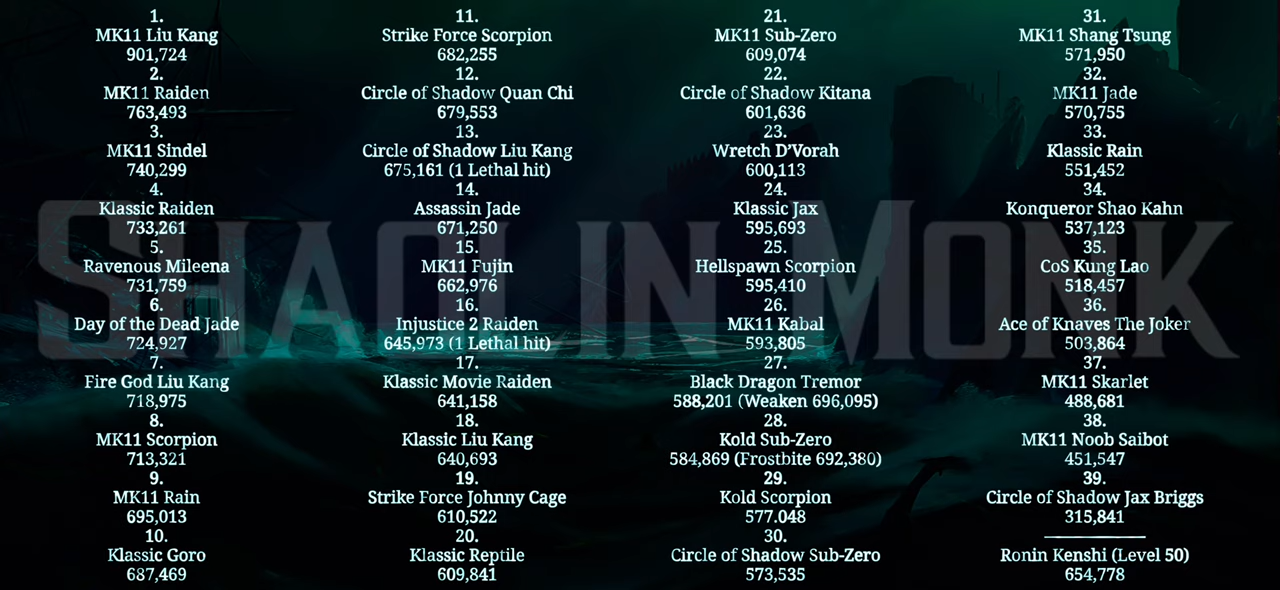 1.
MK11 Liu Kang
901,724
2.
MK11 Raiden
763,493
3.
MK11 Sindel
740,299
4.
Klassic Raiden
733,261
5.
Ravenous Mileena
731,759
6.
Day of the Dead Jade
724,927
7.
Fire God Liu Kang
718,975
8.
MK11 Scorpion
713,321
9.
MK11 Rain
695,013
10.
Klassic Goro
687,469
11.
Strike Force Scorpion
682,255
12.
Circle of Shadow Quan Chi
679,553
13.
Circle of Shadow Liu Kang
675,161 (1 Lethal hit)
14.
Assassin Jade
671,250
15.
MK11 Fujin
662,976
16.
Injustice 2 Raiden
645,973 (1 Lethal hit)
17.
Klassic Movie Raiden
641,158
18.
Klassic Liu Kang
640,693
19.
Strike Force Johnny Cage
610,522
20.
Klassic Reptile
609,841
21.
MK11 Sub-Zero
609,074
22.
Circle of Shadow Kitana
601,636
23.
Wretch D’Vorah
600,113
24.
Klassic Jax
595,693
25.
Hellspawn Scorpion
595,410
26.
MK11 Kabal
593,805
27.
Black Dragon Tremor
588,201 (Weaken 696,095)
28.
Kold Sub-Zero
584,869 (Frostbite 692,380)
29.
Kold Scorpion
577.048
30.
Circle of Shadow Sub-Zero
573,535
31.
MK11 Shang Tsung
571,950
32.
MK11 Jade
570,755
33.
Klassic Rain
551,452
34.
Konqueror Shao Kahn
537,123
35.
CoS Kung Lao
518,457
36.
Ace of Knaves The Joker
503,864
37.
MK11 Skarlet
488,681
38.
MK11 Noob Saibot
451,547
39.
Circle of Shadow Jax Briggs
315,841
Ronin Kenshi (Level 50)
654,778
SHAOLIN MONK